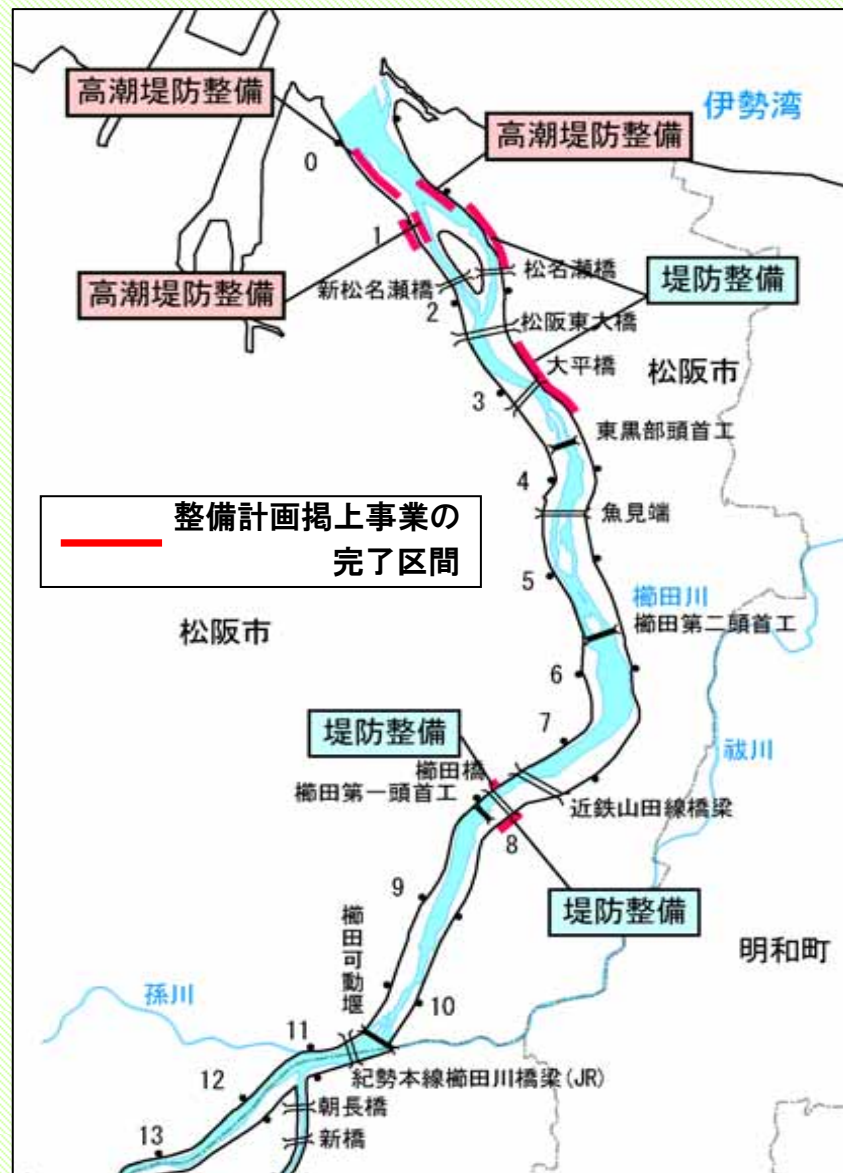 高潮堤防整備
伊勢湾
高潮堤防整備
0
1
高潮堤防整備
新松名瀬橋
松名瀬橋
堤防整備
2
松阪東大橋
大平橋
松阪市
3
東黒部頭首工
4
魚見端
整備計画掲上事業の
完了区間
5
櫛田川
櫛田第二頭首工
松阪市
6
7
堤防整備
祓川
櫛田橋
櫛田第一頭首工
近鉄山田線橋梁
8
9
堤防整備
櫛田可動堰
明和町
孫川
10
11
紀勢本線櫛田川橋梁(JR)
12
朝長橋
新橋
13